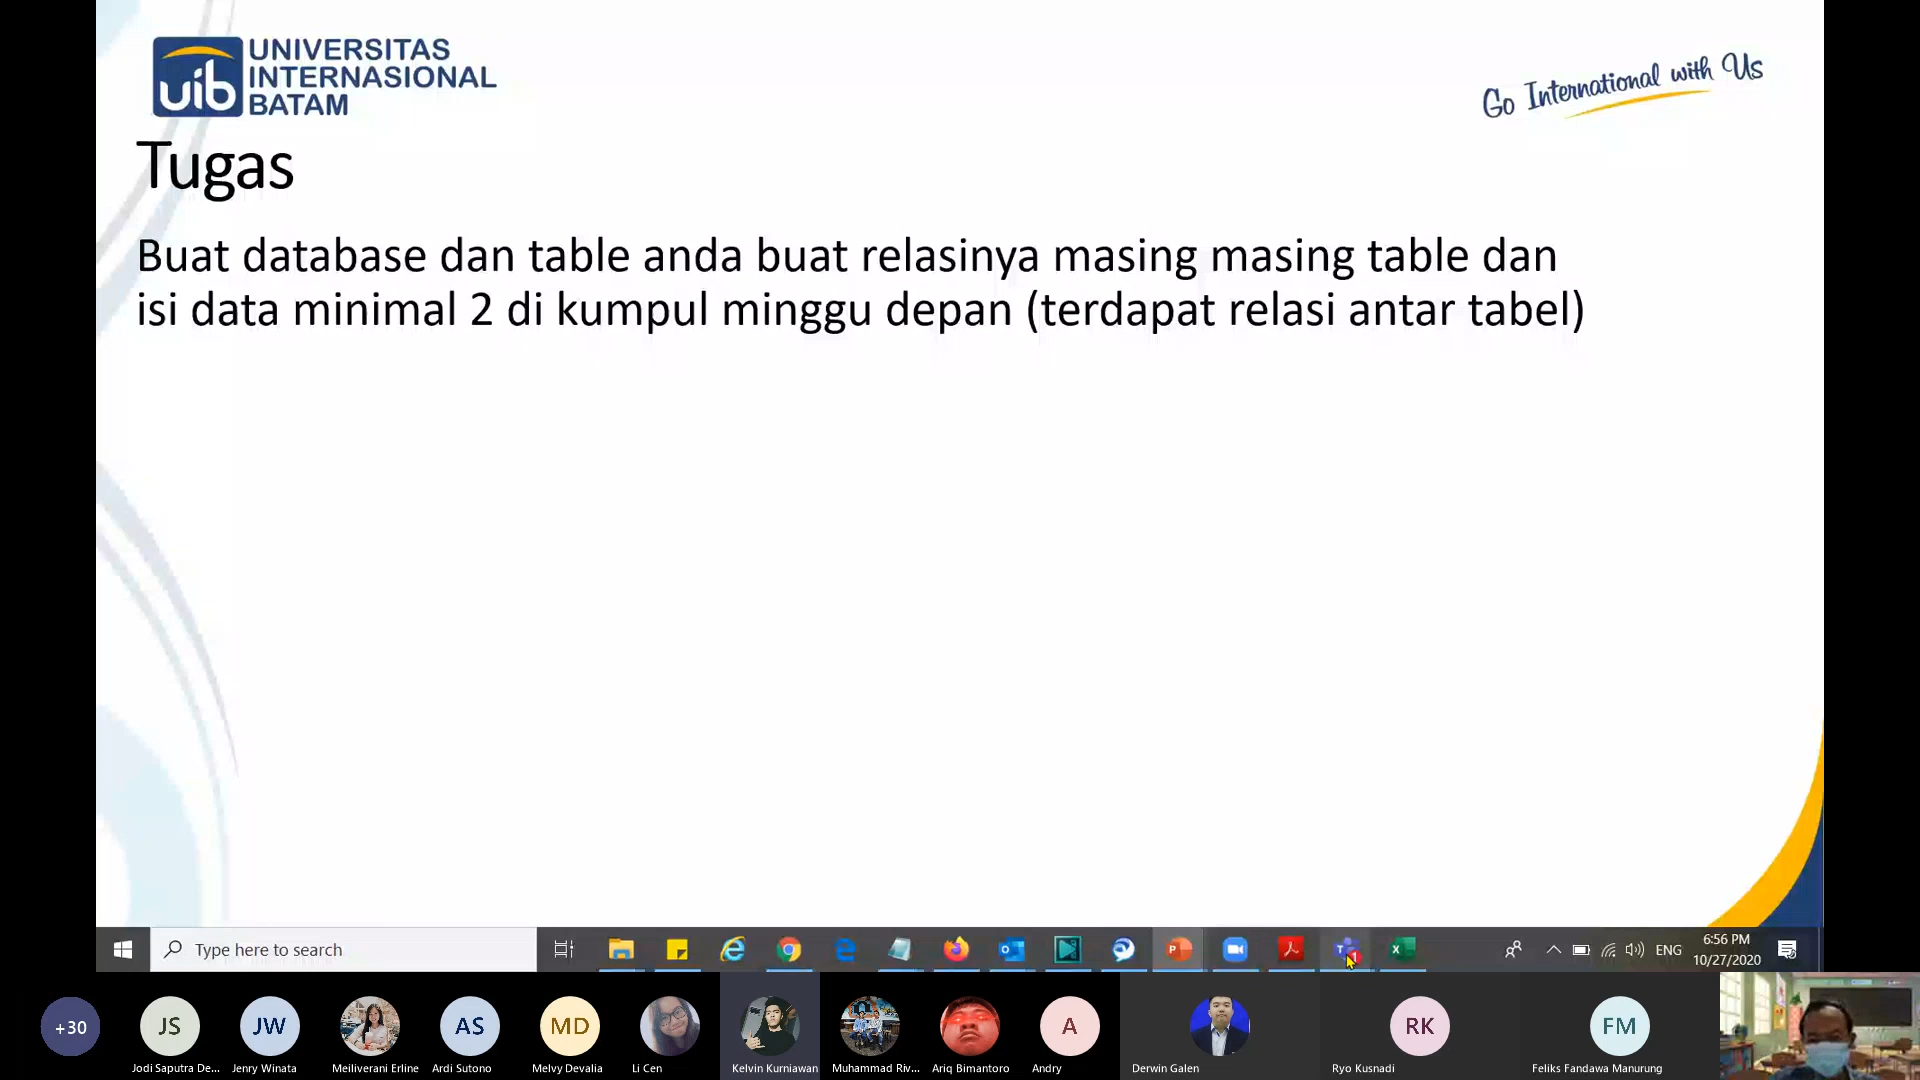 uib
UNIVERSITAS
INTERNASIONAL
BATAM
Go International with Us
Tugas
Buat database dan table anda buat relasinya masing masing table dan
isi data minimal 2 di kumpul minggu depan (terdapat relasi antar tabel)
Type here to search
1
ENG
6:56 PM
10/27/2020
+30
JS
JW
AS
MD
A
RK
FM
Jodi Saputra De...
Jenry Winata
Meiliverani Erline
Ardi Sutono
Melvy Devalia
Li Cen
Kelvin Kurniawan
Muhammad Riv...
Ariq Bimantoro
Andry
Derwin Galen
Ryo Kusnadi
Feliks Fandawa Manurung